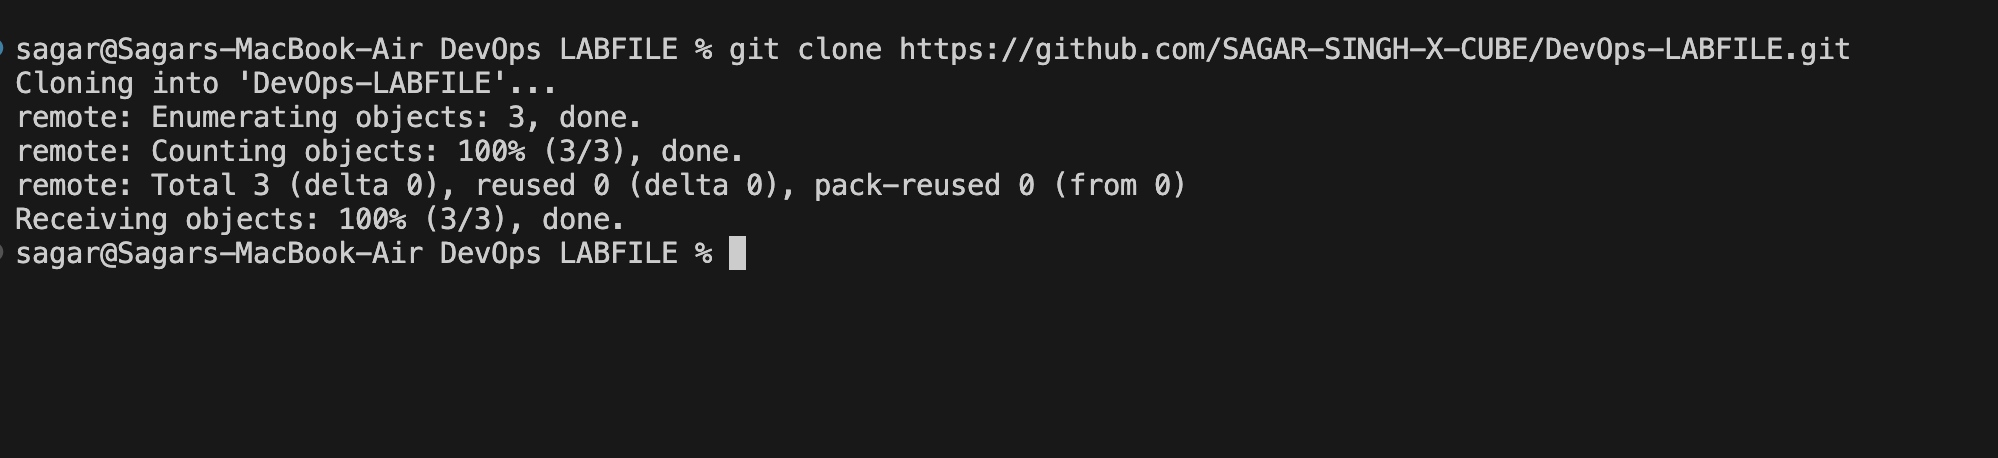 sagar@Sagars-MacBook-Air DevOps LABFILE % git clone https://github.com/SAGAR-SINGH-X-CUBE/DevOps-LABFILE.git
Cloning into 'DevOps-LABFILE'...
remote: Enumerating objects: 3, done.
remote: Counting objects: 100% (3/3), done.
remote: Total 3 (delta 0), reused 0 (delta 0), pack-reused 0 (from 0)
Receiving objects: 100% (3/3), done.
sagar@Sagars-MacBook-Air DevOps LABFILE %